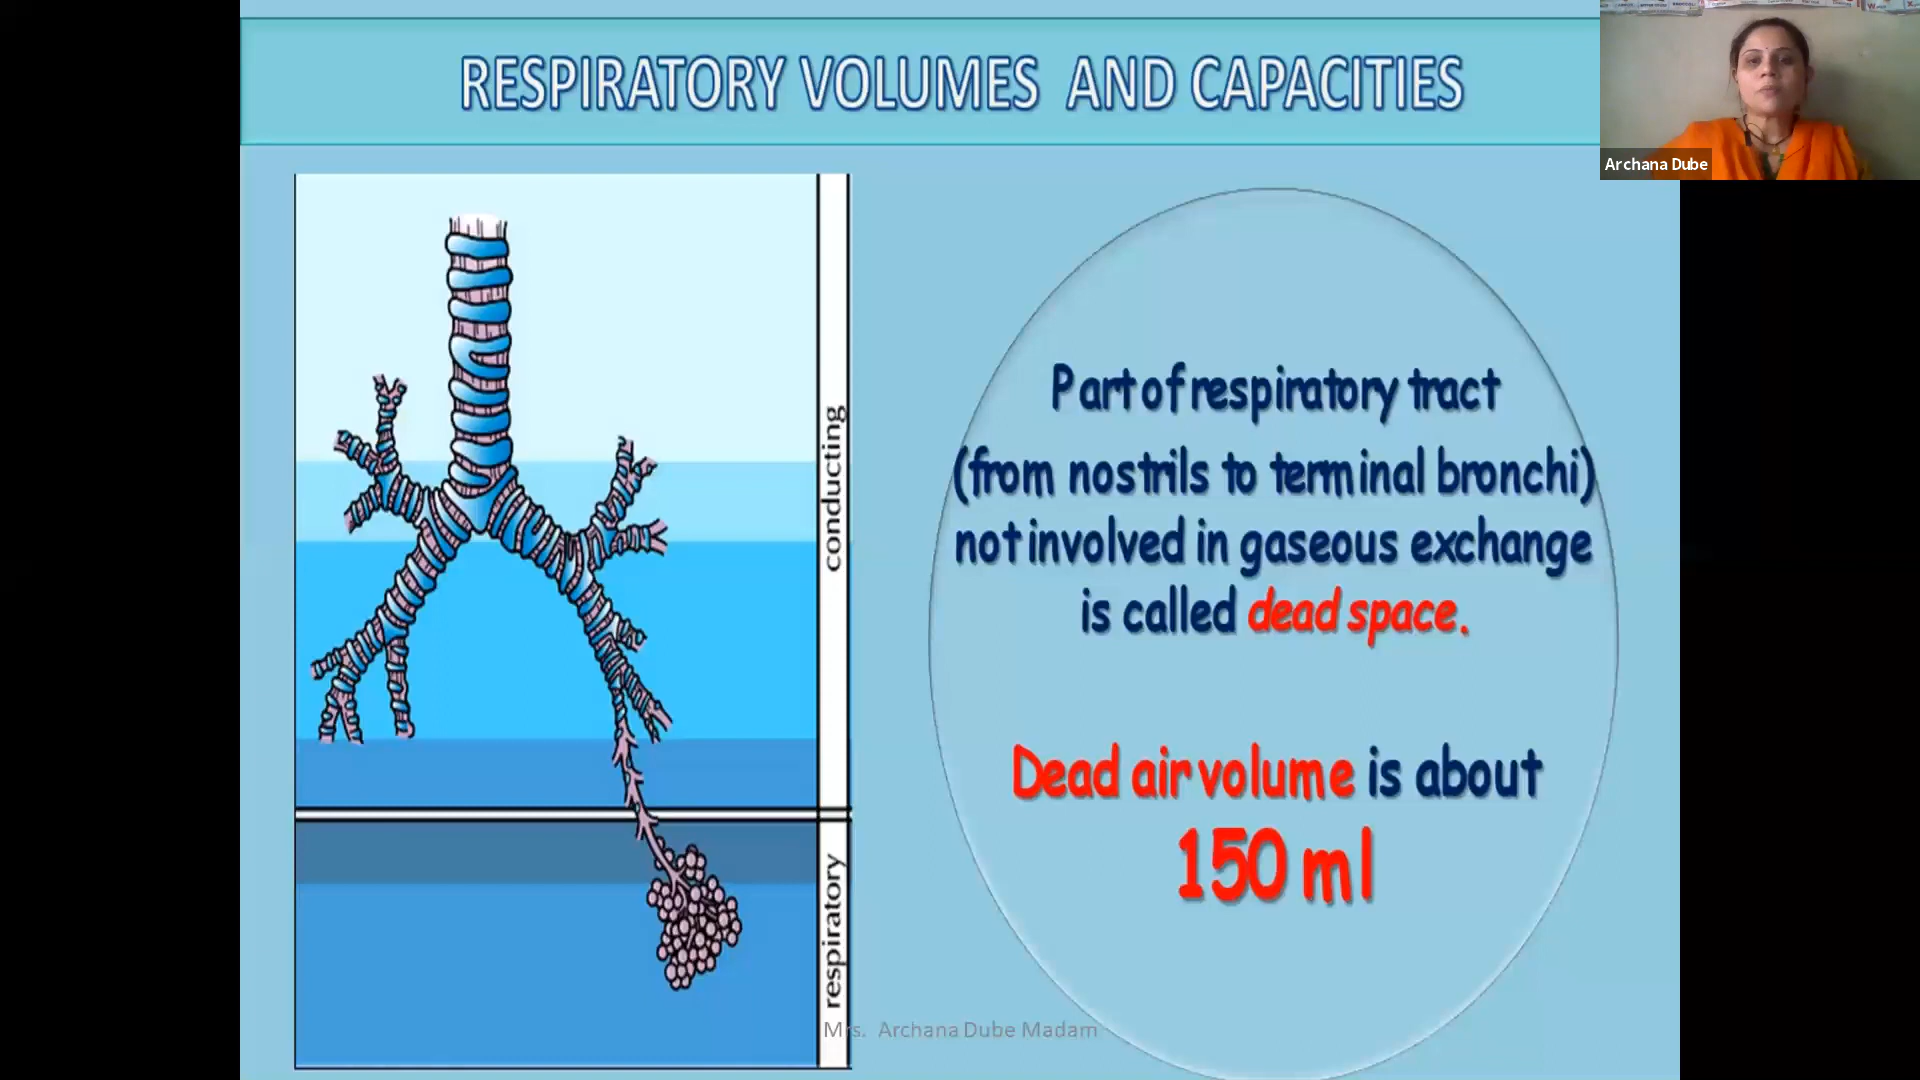 RESPIRATORY VOLUMES AND CAPACITIES
Archana Dube
conducting
respiratory
Part of respiratory tract
(from nostrils to terminal bronchi)
not involved in gaseous exchange
is called dead space.
Dead air volume is about
150 ml
Mrs. Archana Dube Madam